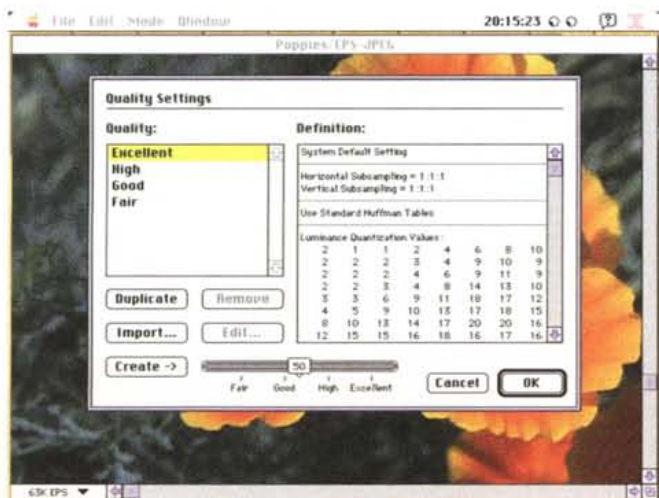 File Edit Mode Window 20:15:23
Poppies/EPS-JPEG
Quality Settings
Quality: Definition:
Excellent
High
Good
Fair
System Default Setting
Horizontal Subsampling = 1:1:1
Vertical Subsampling = 1:1:1
Use Standard Huffman Tables
Luminance Quantization Values:
2 1 1 2 4 6 8 10
2 2 2 3 4 9 10 9
2 2 2 4 6 9 11 9
2 2 3 4 8 14 13 10
3 3 6 9 11 18 17 12
4 5 9 10 13 17 18 15
8 10 13 14 17 20 20 16
12 15 15 16 18 16 17 16
Duplicate Remove
Import... Edit...
Create ->
50
Fair Good High Excellent
Cancel OK
63K EPS